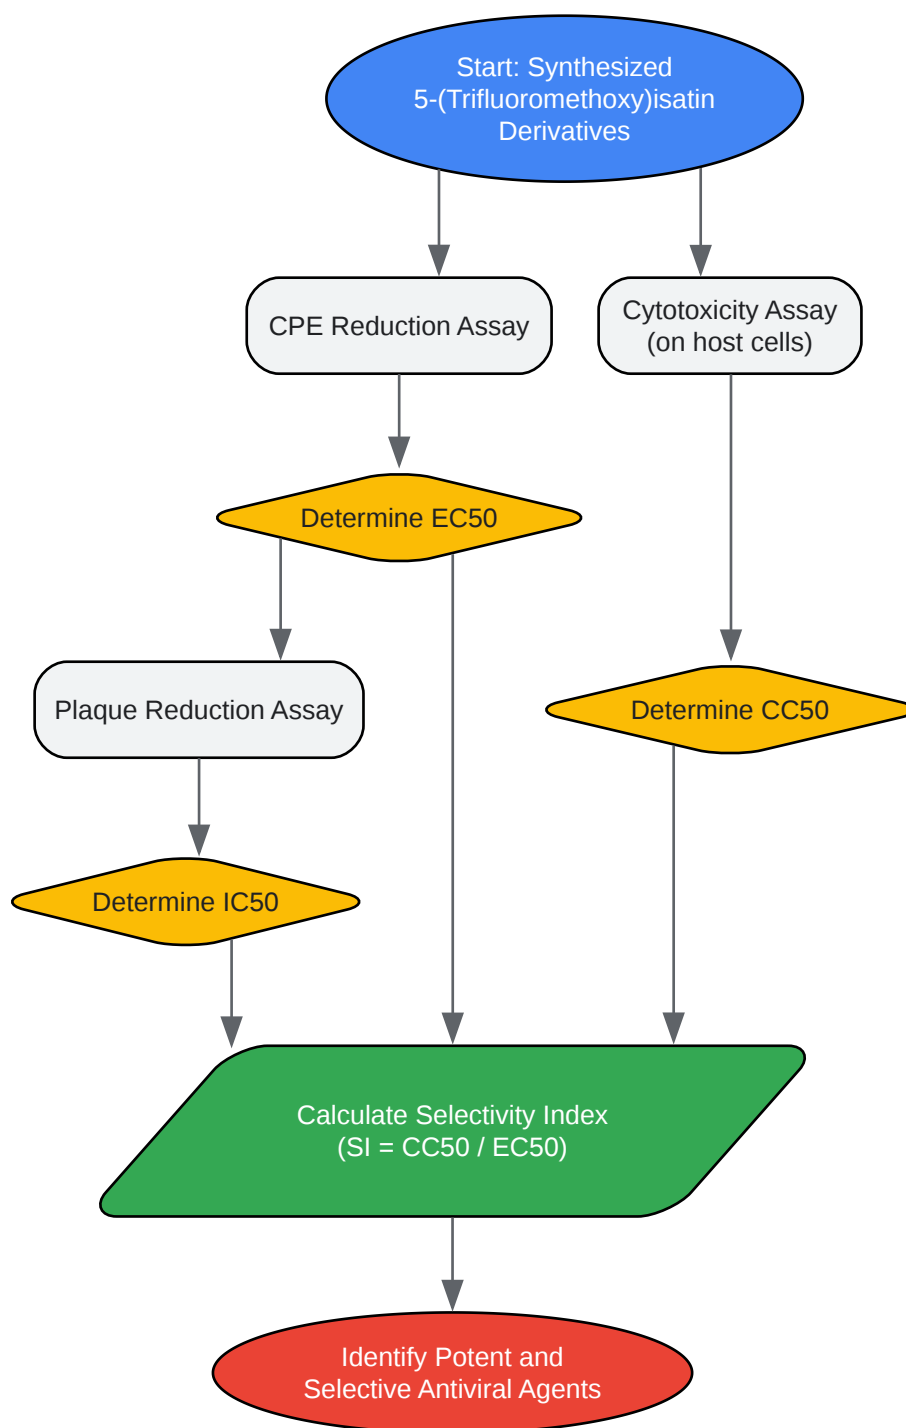 Start: Synthesized
5-(Trifluoromethoxy)isatin
Derivatives
CPE Reduction Assay
Cytotoxicity Assay
(on host cells)
Determine EC50
Plaque Reduction Assay
Determine CC50
Determine IC50
Calculate Selectivity Index
(SI = CC50 / EC50)
Identify Potent and
Selective Antiviral Agents